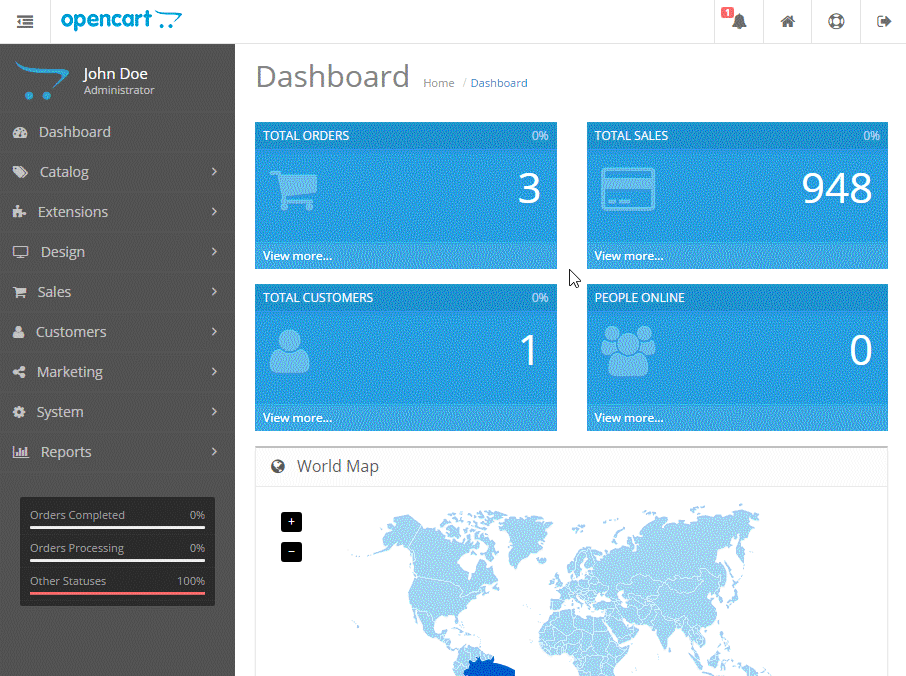 opencart
1
John Doe
Administrator
Dashboard
Catalog
Extensions
Design
Sales
Customers
Marketing
System
Reports
Orders Completed 0%
Orders Processing 0%
Other Statuses 100%
Dashboard Home / Dashboard
TOTAL ORDERS 0%
3
View more...
TOTAL SALES 0%
948
View more...
TOTAL CUSTOMERS 0%
1
View more...
PEOPLE ONLINE
0
View more...
World Map
+
−